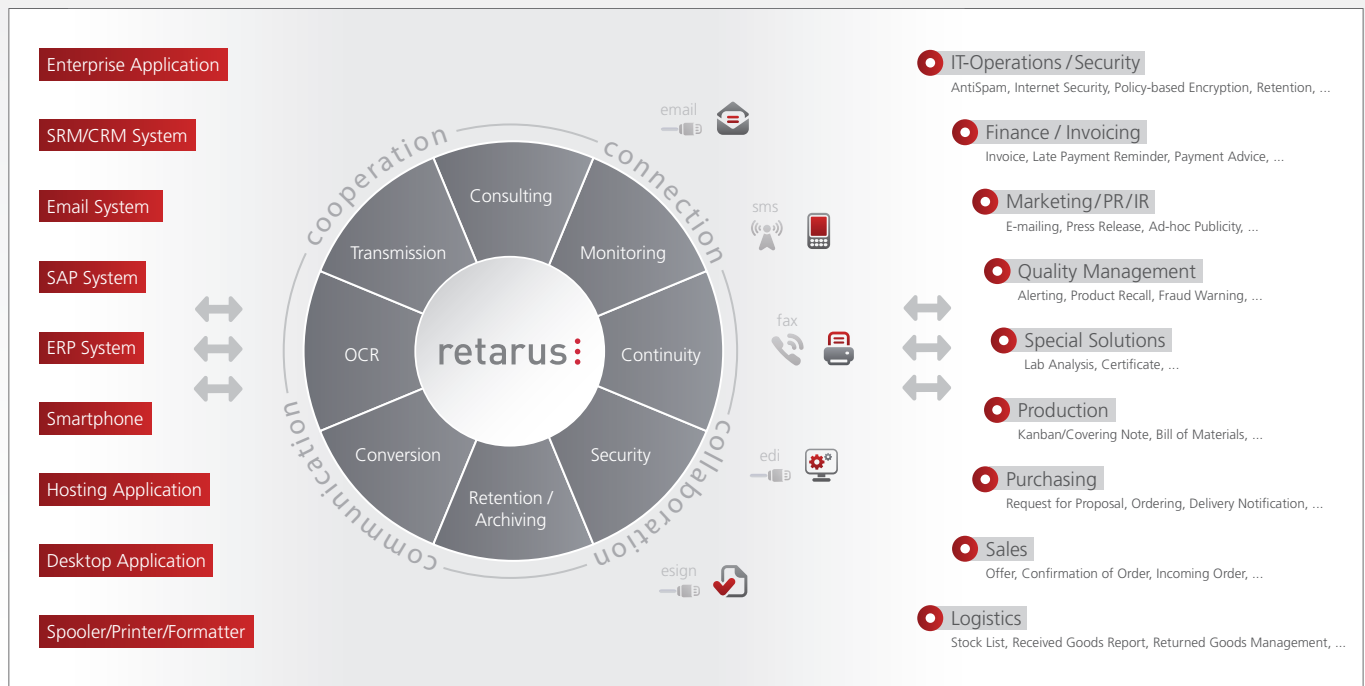 Enterprise Application
SRM/CRM System
Email System
SAP System
ERP System
Smartphone
Hosting Application
Desktop Application
Spooler/Printer/Formatter
cooperation
connection
collaboration
communication
Consulting
Monitoring
Continuity
Security
Retention /
Archiving
Conversion
OCR
Transmission
retarus:
email
sms
fax
edi
esign
IT-Operations / Security
AntiSpam, Internet Security, Policy-based Encryption, Retention, ...
Finance / Invoicing
Invoice, Late Payment Reminder, Payment Advice, ...
Marketing/PR/IR
E-mailing, Press Release, Ad-hoc Publicity, ...
Quality Management
Alerting, Product Recall, Fraud Warning, ...
Special Solutions
Lab Analysis, Certificate, ...
Production
Kanban/Covering Note, Bill of Materials, ...
Purchasing
Request for Proposal, Ordering, Delivery Notification, ...
Sales
Offer, Confirmation of Order, Incoming Order, ...
Logistics
Stock List, Received Goods Report, Returned Goods Management, ...